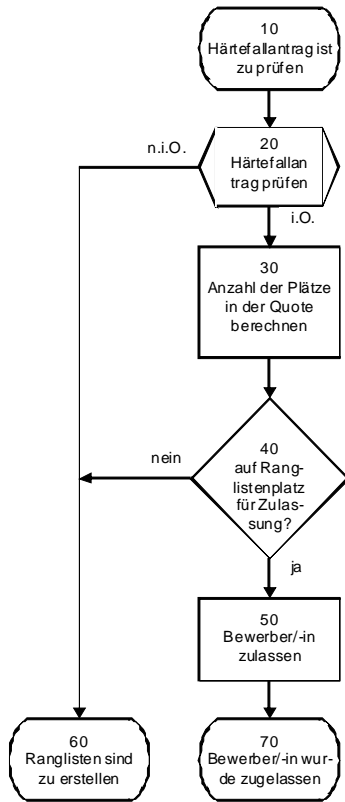 10
Härtefallantrag ist
zu prüfen
n.i.O.
20
Härtefallan
trag prüfen
i.O.
30
Anzahl der Plätze
in der Quote
berechnen
nein
40
auf Rang-
listenplatz
für Zulas-
sung?
ja
50
Bewerber/-in
zulassen
60
Ranglisten sind
zu erstellen
70
Bewerber/-in wur-
de zugelassen